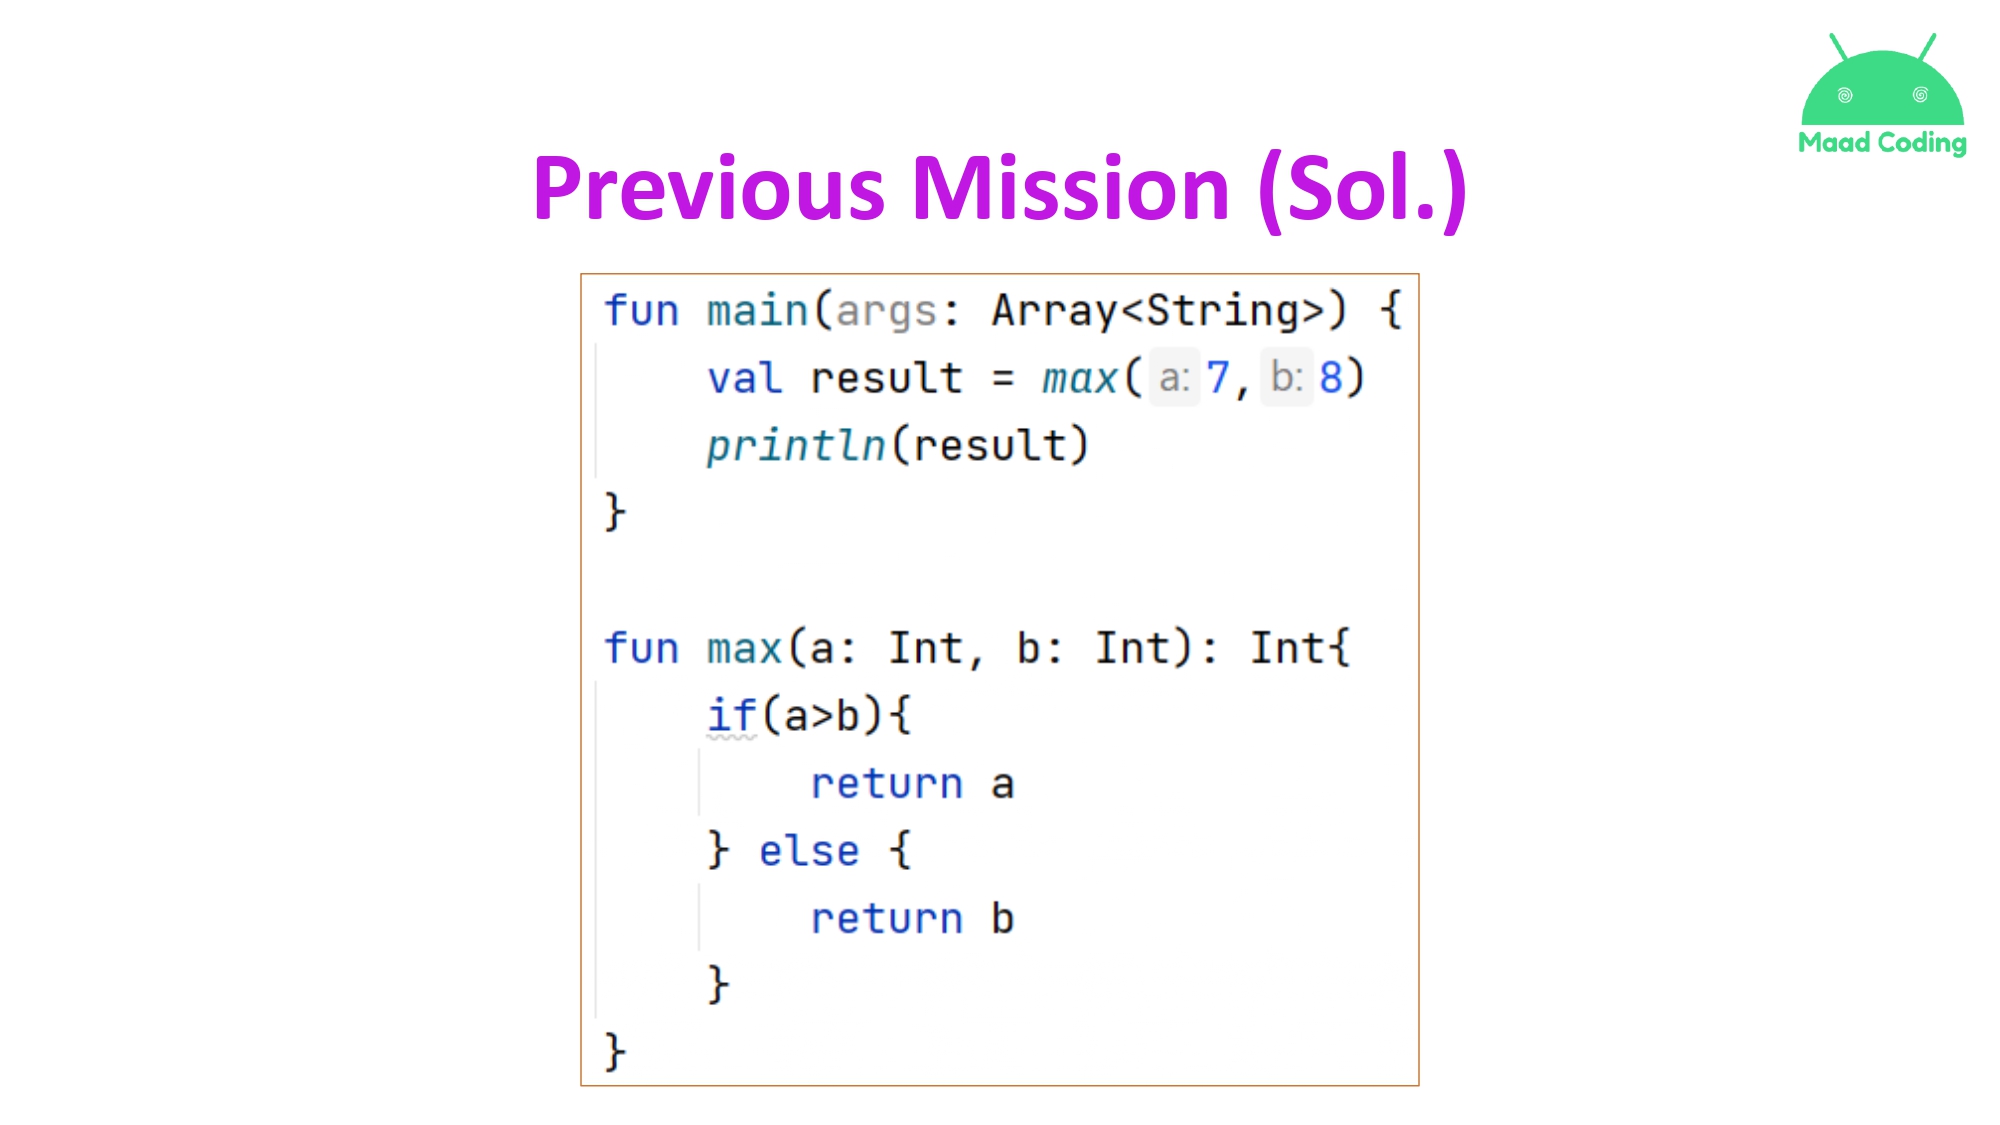 Maad Coding
Previous Mission (Sol.)
fun main(args: Array<String>) {
    val result = max( a: 7, b: 8)
    println(result)
}

fun max(a: Int, b: Int): Int{
    if(a>b){
        return a
    } else {
        return b
    }
}